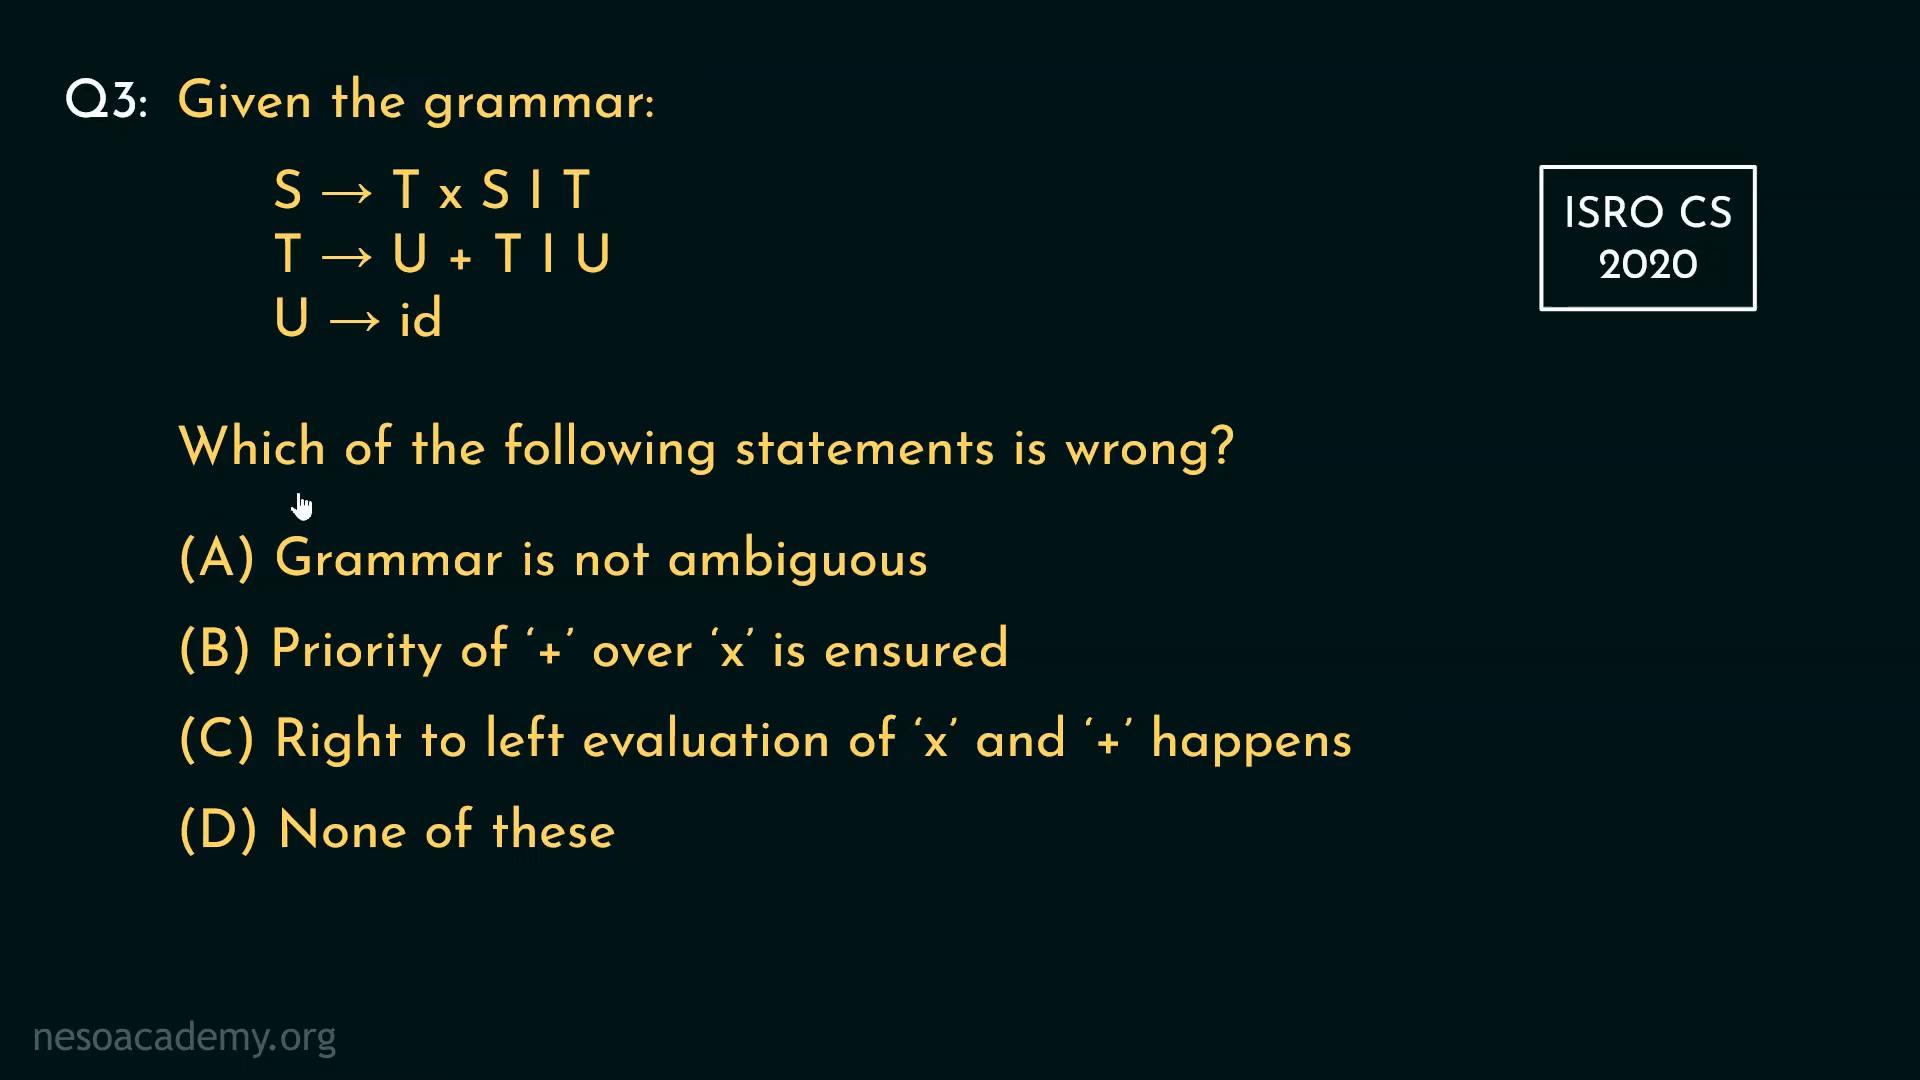 Q3: Given the grammar:
S → T x S | T
T → U + T | U
U → id
ISRO CS
2020
Which of the following statements is wrong?
(A) Grammar is not ambiguous
(B) Priority of ‘+’ over ‘x’ is ensured
(C) Right to left evaluation of ‘x’ and ‘+’ happens
(D) None of these
nesoacademy.org